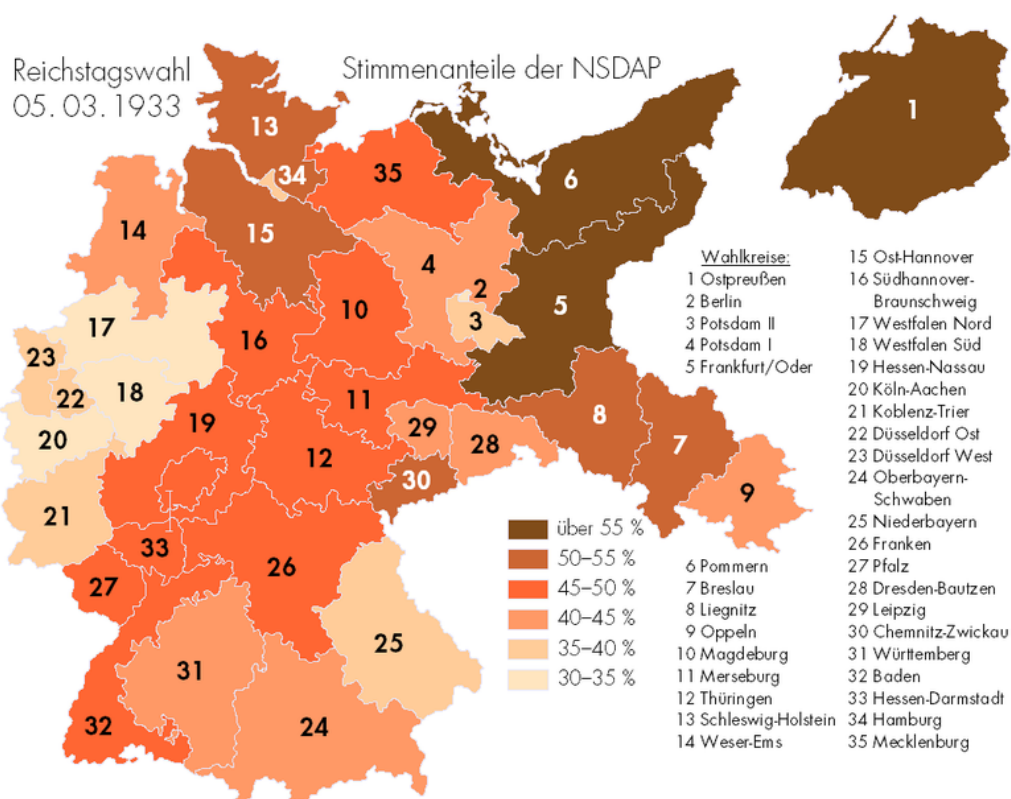 Reichstagswahl
05. 03. 1933
Stimmenanteile der NSDAP
13
34
35
6
1
14
15
4
2
5
3
10
17
16
23
22
18
11
8
20
19
29
28
7
12
30
9
21
33
26
27
25
31
32
24
über 55 %
50–55 %
45–50 %
40–45 %
35–40 %
30–35 %
Wahlkreise:
1 Ostpreußen
2 Berlin
3 Potsdam II
4 Potsdam I
5 Frankfurt/Oder
6 Pommern
7 Breslau
8 Liegnitz
9 Oppeln
10 Magdeburg
11 Merseburg
12 Thüringen
13 Schleswig-Holstein
14 Weser-Ems
15 Ost-Hannover
16 Südhannover-
Braunschweig
17 Westfalen Nord
18 Westfalen Süd
19 Hessen-Nassau
20 Köln-Aachen
21 Koblenz-Trier
22 Düsseldorf Ost
23 Düsseldorf West
24 Oberbayern-
Schwaben
25 Niederbayern
26 Franken
27 Pfalz
28 Dresden-Bautzen
29 Leipzig
30 Chemnitz-Zwickau
31 Württemberg
32 Baden
33 Hessen-Darmstadt
34 Hamburg
35 Mecklenburg